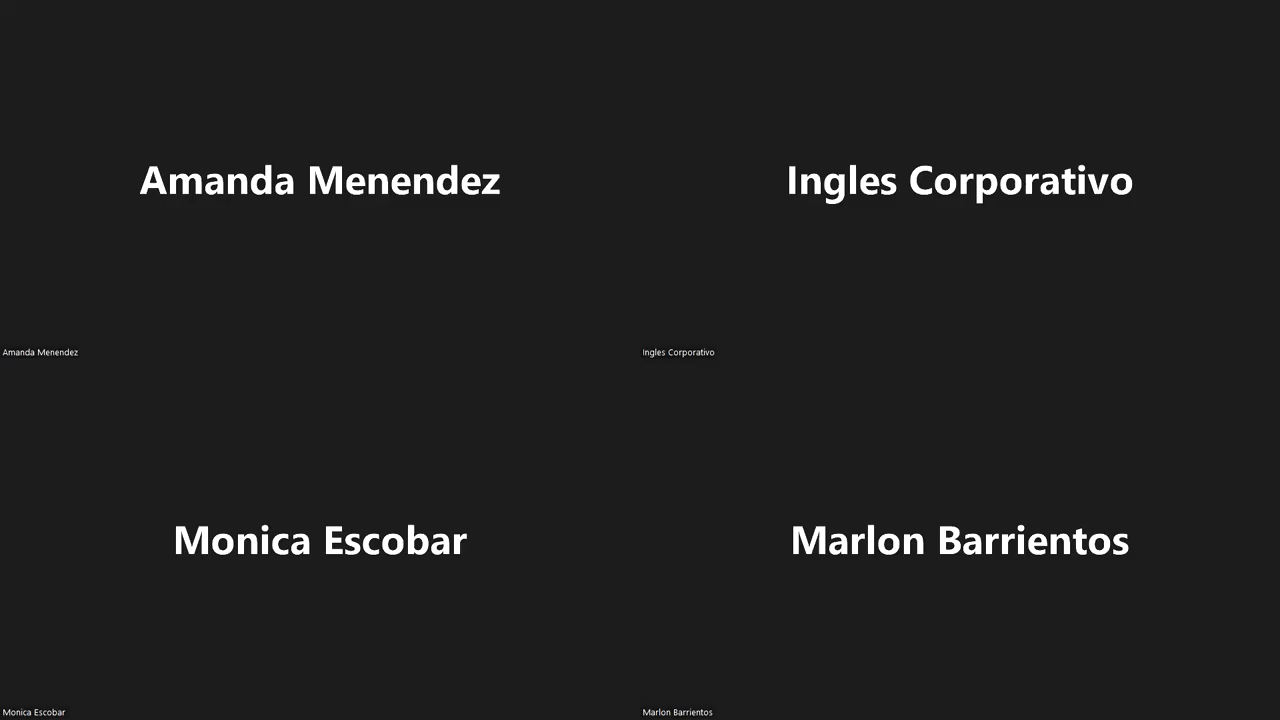 Amanda Menendez
Ingles Corporativo
Amanda Menendez
Ingles Corporativo
Monica Escobar
Marlon Barrientos
Monica Escobar
Marlon Barrientos